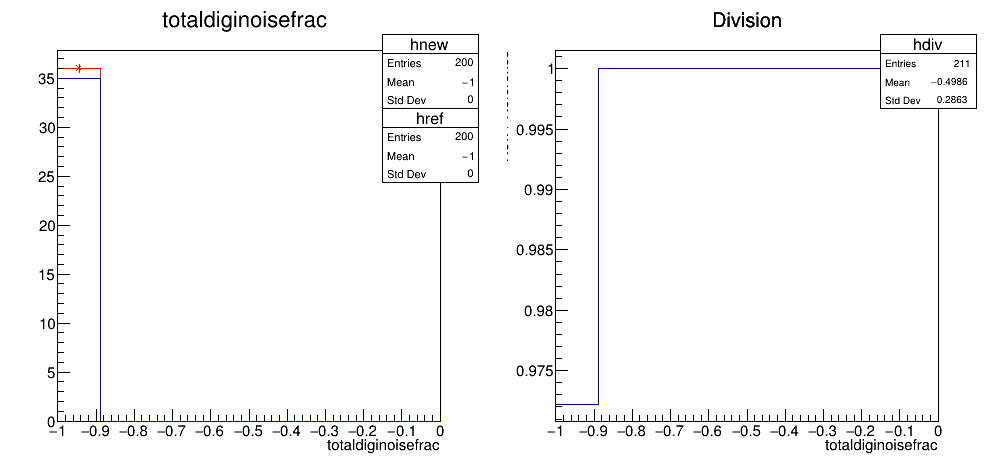 totaldiginoisefrac
hnew
Entries 200
Mean −1
Std Dev 0
href
Entries 200
Mean −1
Std Dev 0
35
30
25
20
15
10
5
0
−1 −0.9 −0.8 −0.7 −0.6 −0.5 −0.4 −0.3 −0.2 −0.1 0
totaldiginoisefrac
Division
hdiv
Entries 211
Mean −0.4986
Std Dev 0.2863
1
0.995
0.99
0.985
0.98
0.975
−1 −0.9 −0.8 −0.7 −0.6 −0.5 −0.4 −0.3 −0.2 −0.1 0
totaldiginoisefrac